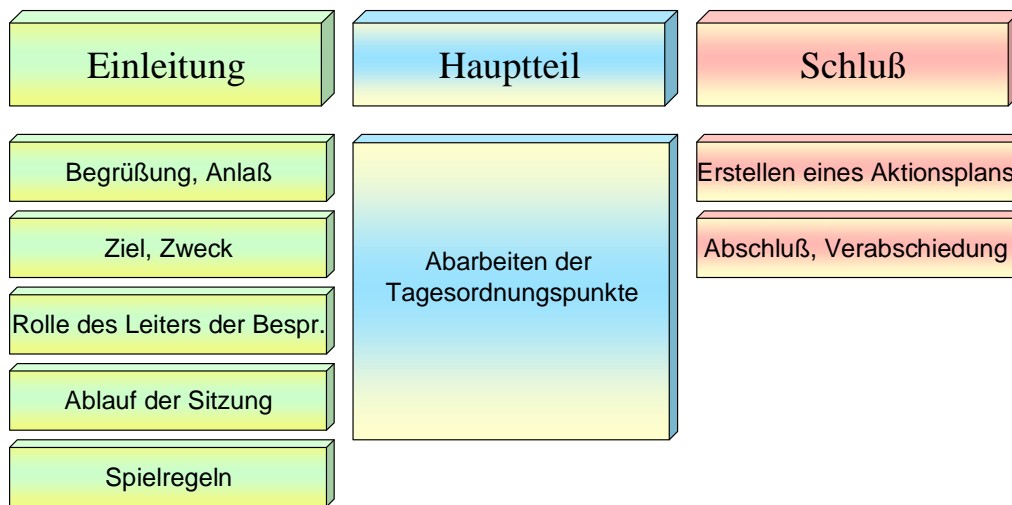 Einleitung
Hauptteil
Schluß
Begrüßung, Anlaß
Ziel, Zweck
Rolle des Leiters der Bespr.
Ablauf der Sitzung
Spielregeln
Abarbeiten der
Tagesordnungspunkte
Erstellen eines Aktionsplans
Abschluß, Verabschiedung